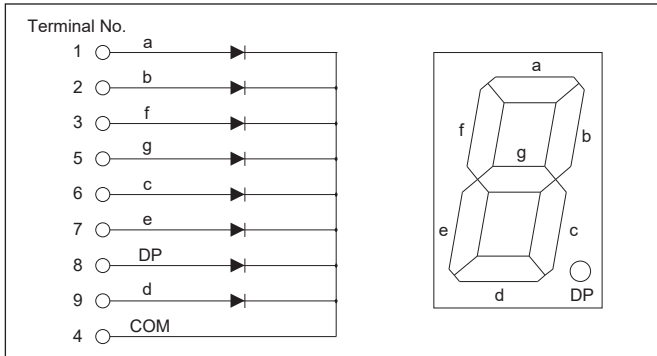 Terminal No.
1 a
2 b
3 f
5 g
6 c
7 e
8 DP
9 d
4 COM
a
f
b
g
e
c
d
DP